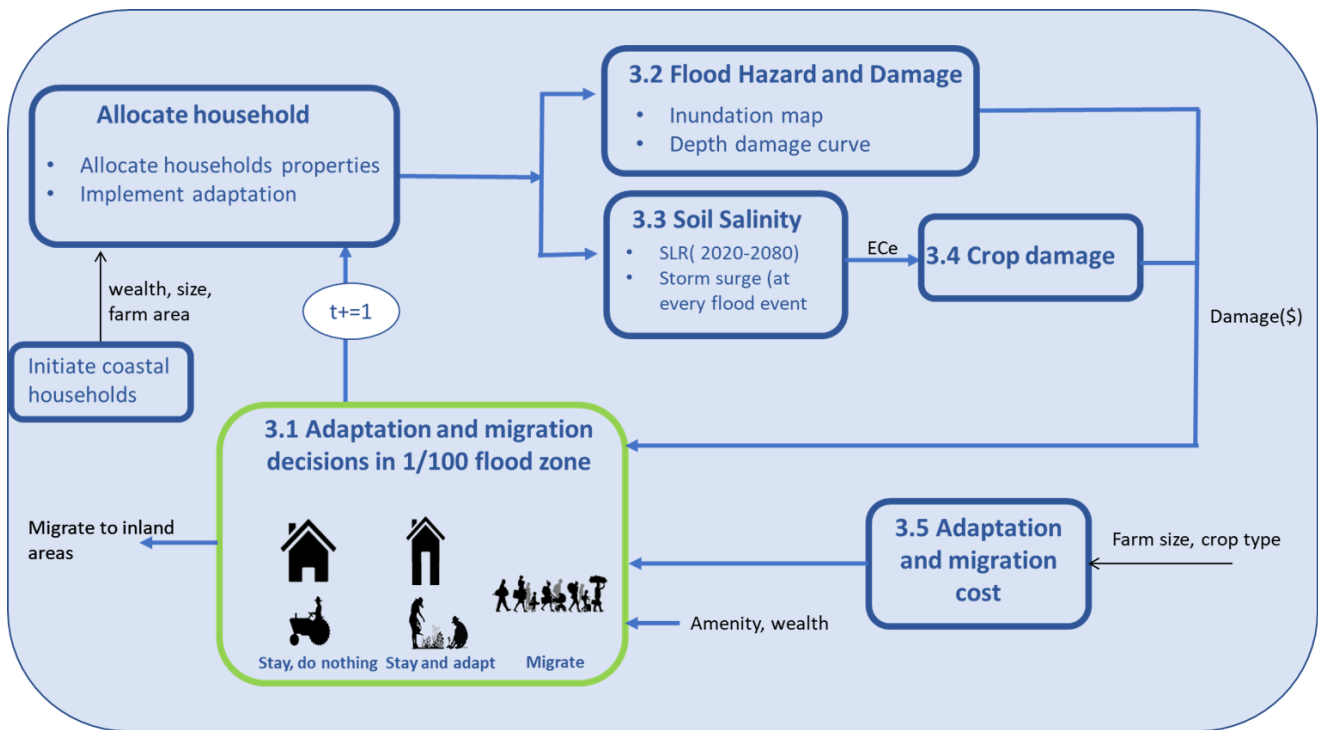 Allocate household
• Allocate households properties
• Implement adaptation
3.2 Flood Hazard and Damage
• Inundation map
• Depth damage curve
3.3 Soil Salinity
• SLR( 2020-2080)
• Storm surge (at
every flood event
ECe
3.4 Crop damage
Damage($)
wealth, size,
farm area
t+=1
Initiate coastal
households
3.1 Adaptation and migration
decisions in 1/100 flood zone
Stay, do nothing
Stay and adapt
Migrate
Migrate to inland
areas
3.5 Adaptation
and migration
cost
Farm size, crop type
Amenity, wealth